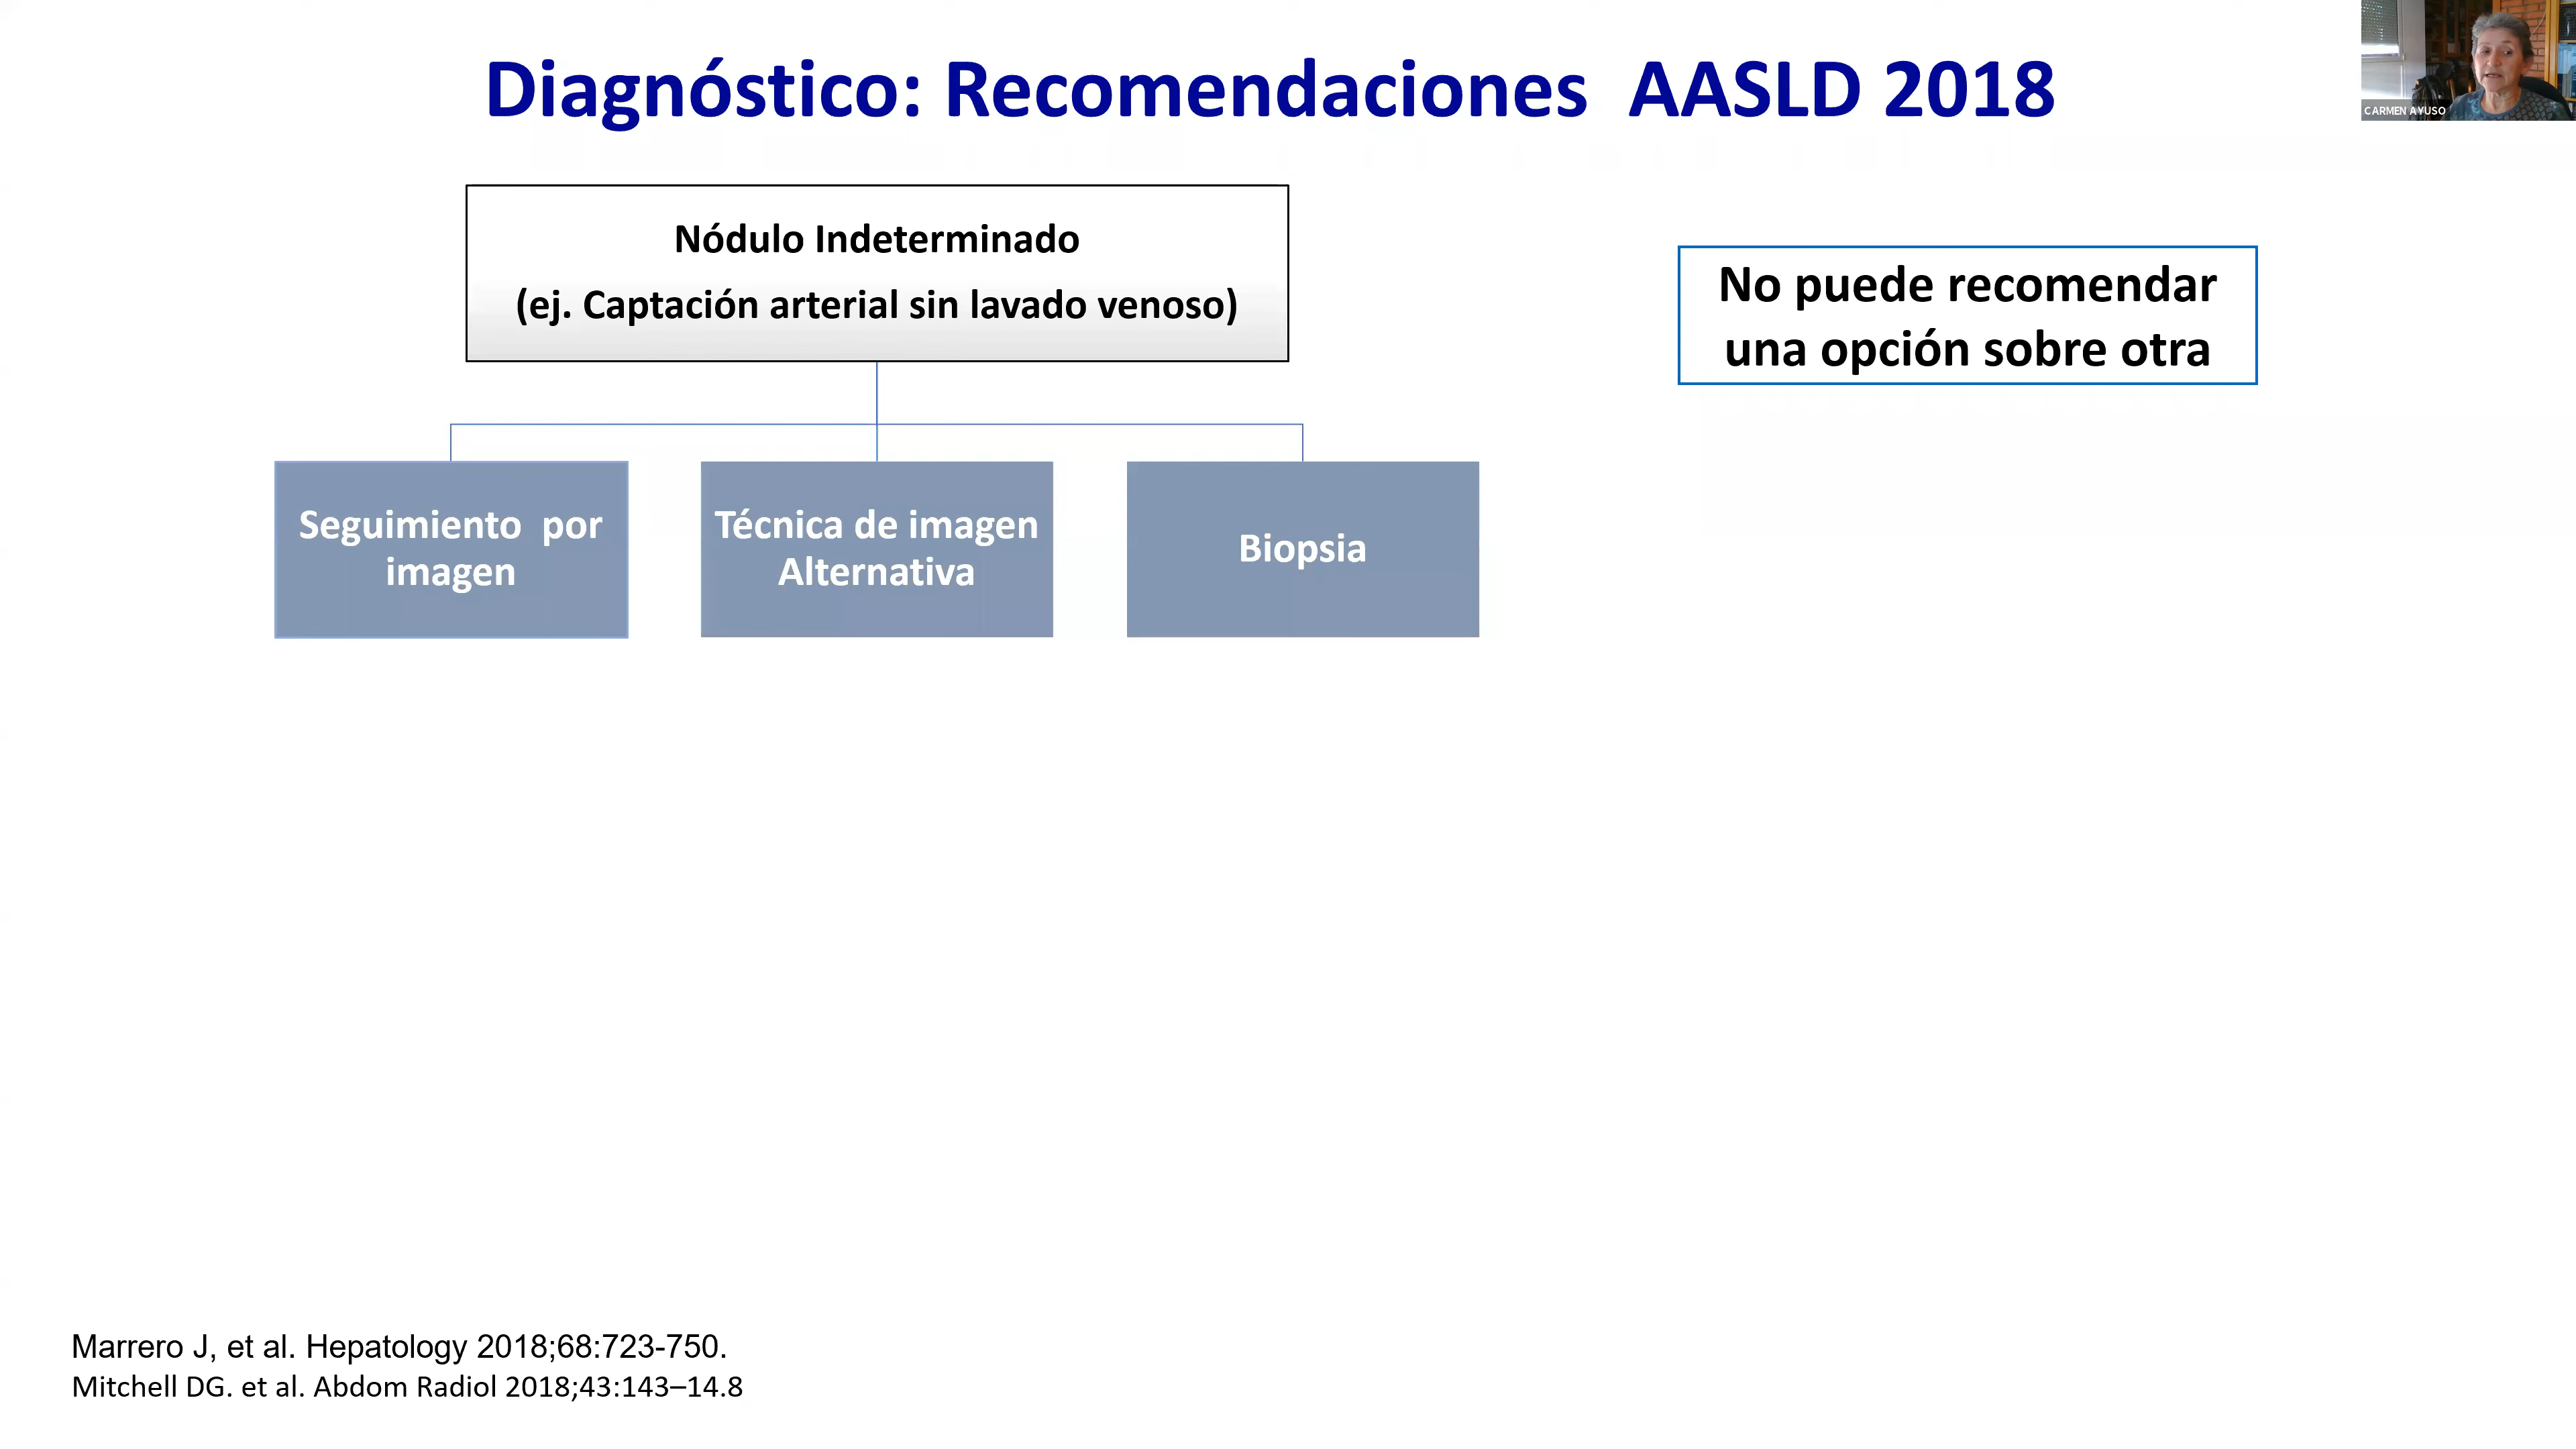 Diagnóstico: Recomendaciones AASLD 2018
CARMEN AYUSO
Nódulo Indeterminado
(ej. Captación arterial sin lavado venoso)
No puede recomendar
una opción sobre otra
Seguimiento por
imagen
Técnica de imagen
Alternativa
Biopsia
Marrero J, et al. Hepatology 2018;68:723-750.
Mitchell DG. et al. Abdom Radiol 2018;43:143–14.8